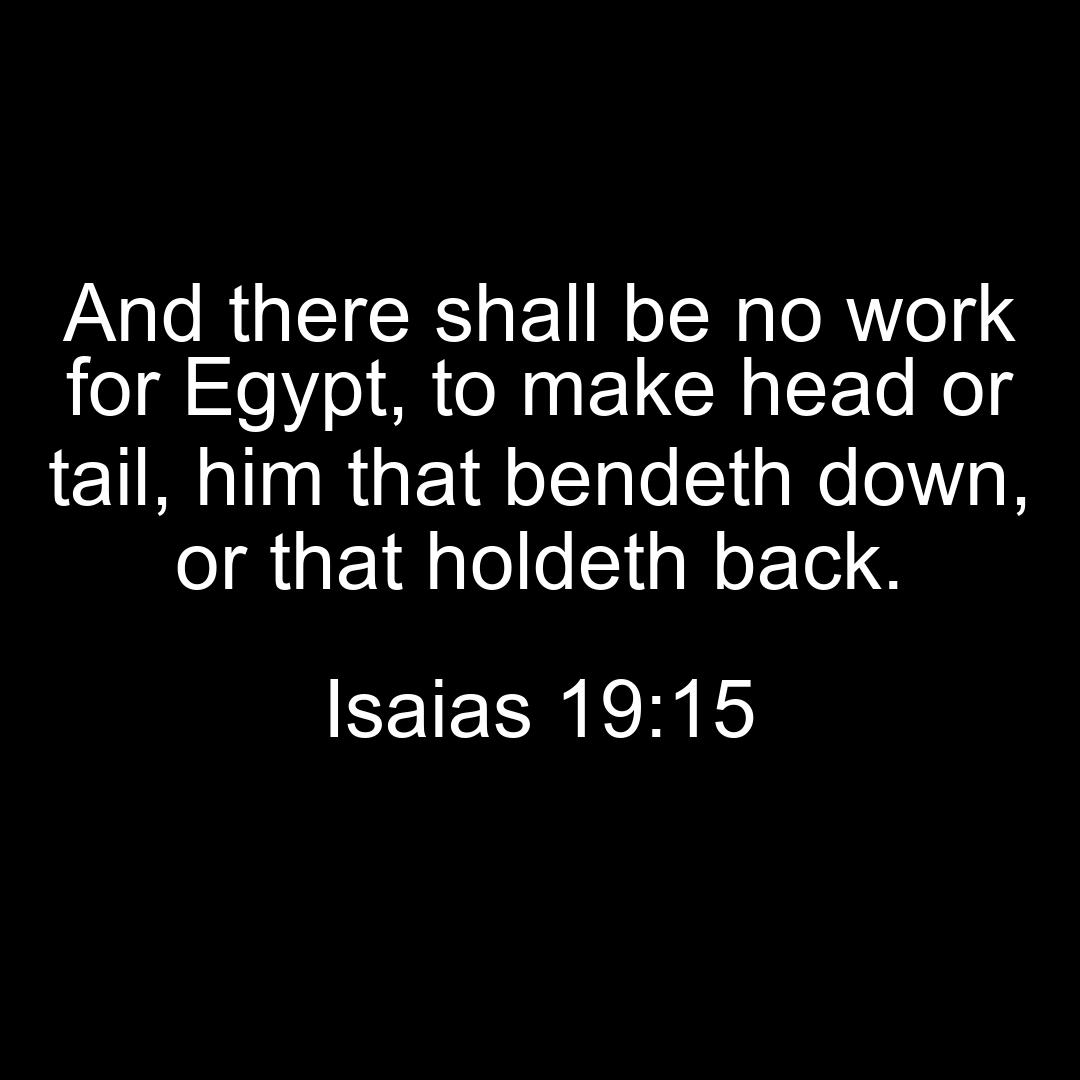 And there shall be no work
for Egypt, to make head or
tail, him that bendeth down,
or that holdeth back.
Isaias 19:15